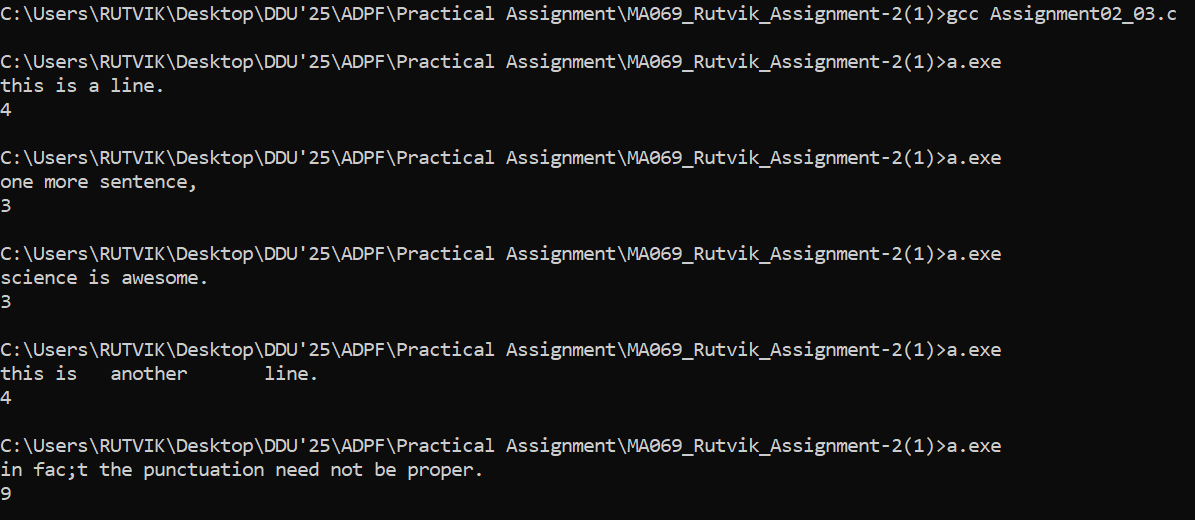 C:\Users\RUTVIK\Desktop\DDU'25\ADPF\Practical Assignment\MA069_Rutvik_Assignment-2(1)>gcc Assignment02_03.c
C:\Users\RUTVIK\Desktop\DDU'25\ADPF\Practical Assignment\MA069_Rutvik_Assignment-2(1)>a.exe
this is a line.
4
C:\Users\RUTVIK\Desktop\DDU'25\ADPF\Practical Assignment\MA069_Rutvik_Assignment-2(1)>a.exe
one more sentence,
3
C:\Users\RUTVIK\Desktop\DDU'25\ADPF\Practical Assignment\MA069_Rutvik_Assignment-2(1)>a.exe
science is awesome.
3
C:\Users\RUTVIK\Desktop\DDU'25\ADPF\Practical Assignment\MA069_Rutvik_Assignment-2(1)>a.exe
this is   another       line.
4
C:\Users\RUTVIK\Desktop\DDU'25\ADPF\Practical Assignment\MA069_Rutvik_Assignment-2(1)>a.exe
in fac;t the punctuation need not be proper.
9